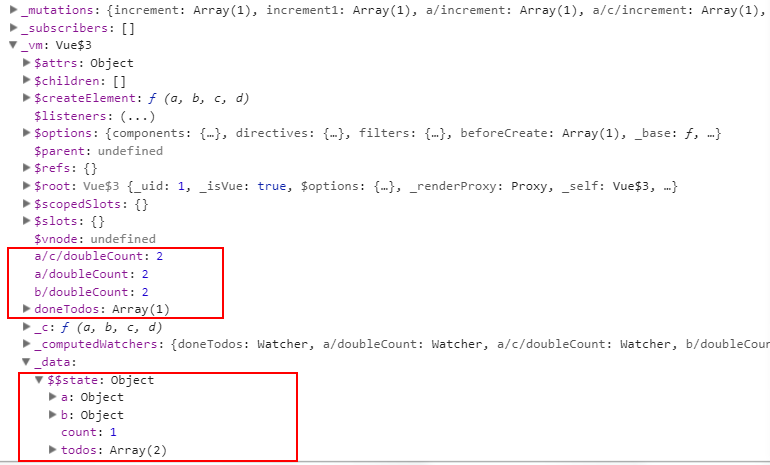 _mutations: {increment: Array(1), increment1: Array(1), a/increment: Array(1), a/c/increment: Array(1),
_subscribers: []
_vm: Vue$3
$attrs: Object
$children: []
$createElement: ƒ (a, b, c, d)
$listeners: (...)
$options: {components: {…}, directives: {…}, filters: {…}, beforeCreate: Array(1), _base: ƒ, …}
$parent: undefined
$refs: {}
$root: Vue$3 {_uid: 1, _isVue: true, $options: {…}, _renderProxy: Proxy, _self: Vue$3, …}
$scopedSlots: {}
$slots: {}
$vnode: undefined
a/c/doubleCount: 2
a/doubleCount: 2
b/doubleCount: 2
doneTodos: Array(1)
_c: ƒ (a, b, c, d)
_computedWatchers: {doneTodos: Watcher, a/doubleCount: Watcher, a/c/doubleCount: Watcher, b/doubleCoun
_data:
$$state: Object
a: Object
b: Object
count: 1
todos: Array(2)